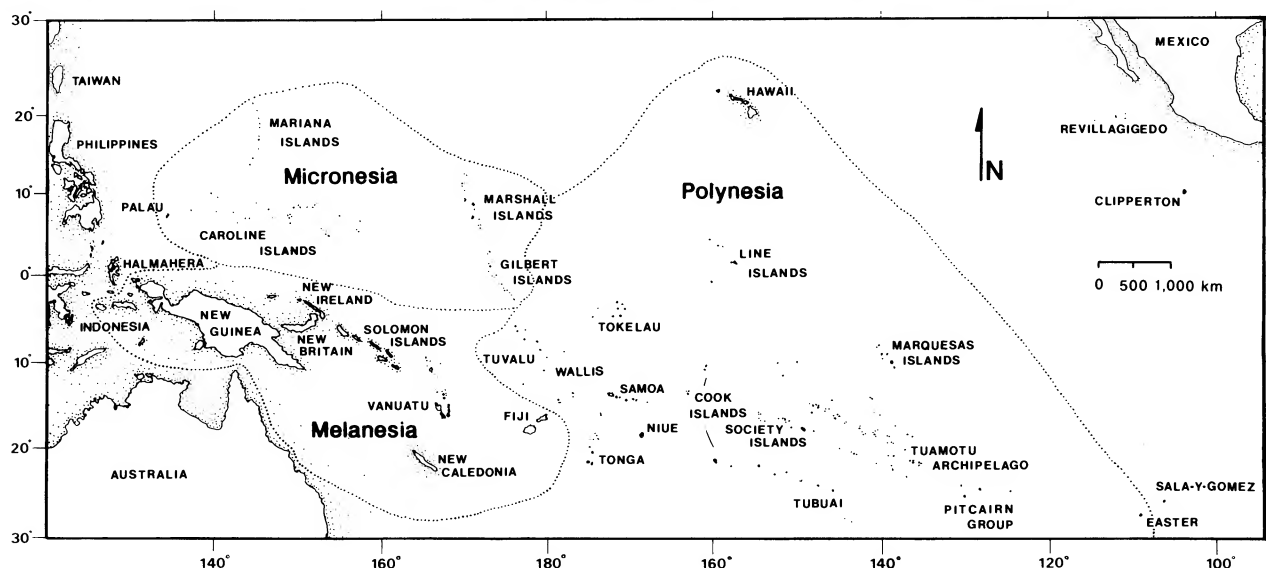 30°
20°
10°
0°
10°
20°
30°
TAIWAN
PHILIPPINES
PALAU
HALMAHERA
INDONESIA
AUSTRALIA
MARIANA
ISLANDS
Micronesia
CAROLINE
ISLANDS
MARSHALL
ISLANDS
GILBERT
ISLANDS
NEW
IRELAND
NEW
GUINEA
NEW
BRITAIN
SOLOMON
ISLANDS
VANUATU
Melanesia
NEW
CALEDONIA
FIJI
TUVALU
WALLIS
HAWAII
Polynesia
LINE
ISLANDS
TOKELAU
SAMOA
NIUE
TONGA
COOK
ISLANDS
SOCIETY
ISLANDS
TUBUAI
MARQUESAS
ISLANDS
TUAMOTU
ARCHIPELAGO
PITCAIRN
GROUP
SALA-Y-GOMEZ
EASTER
MEXICO
REVILLAGIGEDO
CLIPPERTON
N
0 500 1,000 km
140° 160° 180° 160° 140° 120° 100°